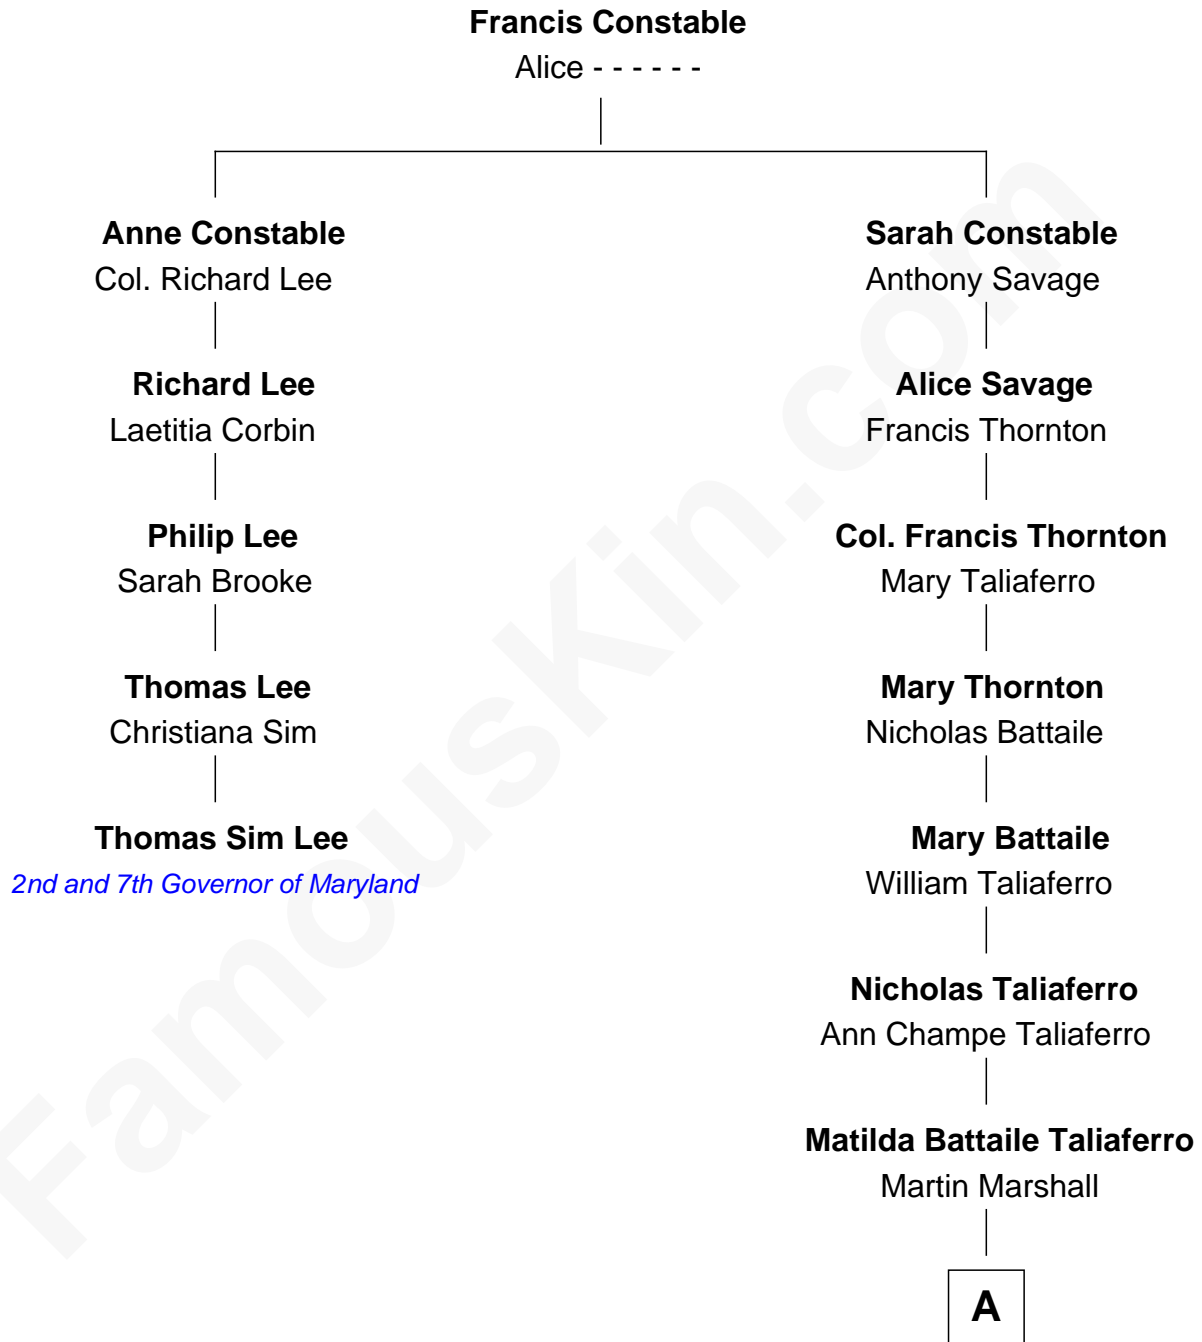 Francis Constable
Alice - - - - - -
Anne Constable
Col. Richard Lee
Richard Lee
Laetitia Corbin
Philip Lee
Sarah Brooke
Thomas Lee
Christiana Sim
Thomas Sim Lee
2nd and 7th Governor of Maryland
Sarah Constable
Anthony Savage
Alice Savage
Francis Thornton
Col. Francis Thornton
Mary Taliaferro
Mary Thornton
Nicholas Battaile
Mary Battaile
William Taliaferro
Nicholas Taliaferro
Ann Champe Taliaferro
Matilda Battaile Taliaferro
Martin Marshall
A
FamousKin.com